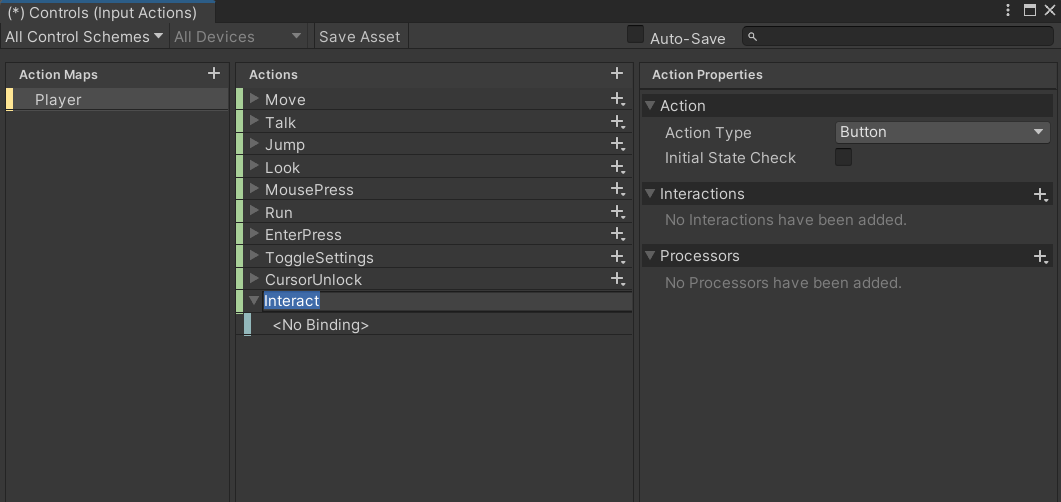 (*) Controls (Input Actions)
All Control Schemes All Devices Save Asset Auto-Save
Action Maps Actions Action Properties
Player
Move
Talk
Jump
Look
MousePress
Run
EnterPress
ToggleSettings
CursorUnlock
Interact
<No Binding>
Action
Action Type Button
Initial State Check
Interactions
No Interactions have been added.
Processors
No Processors have been added.